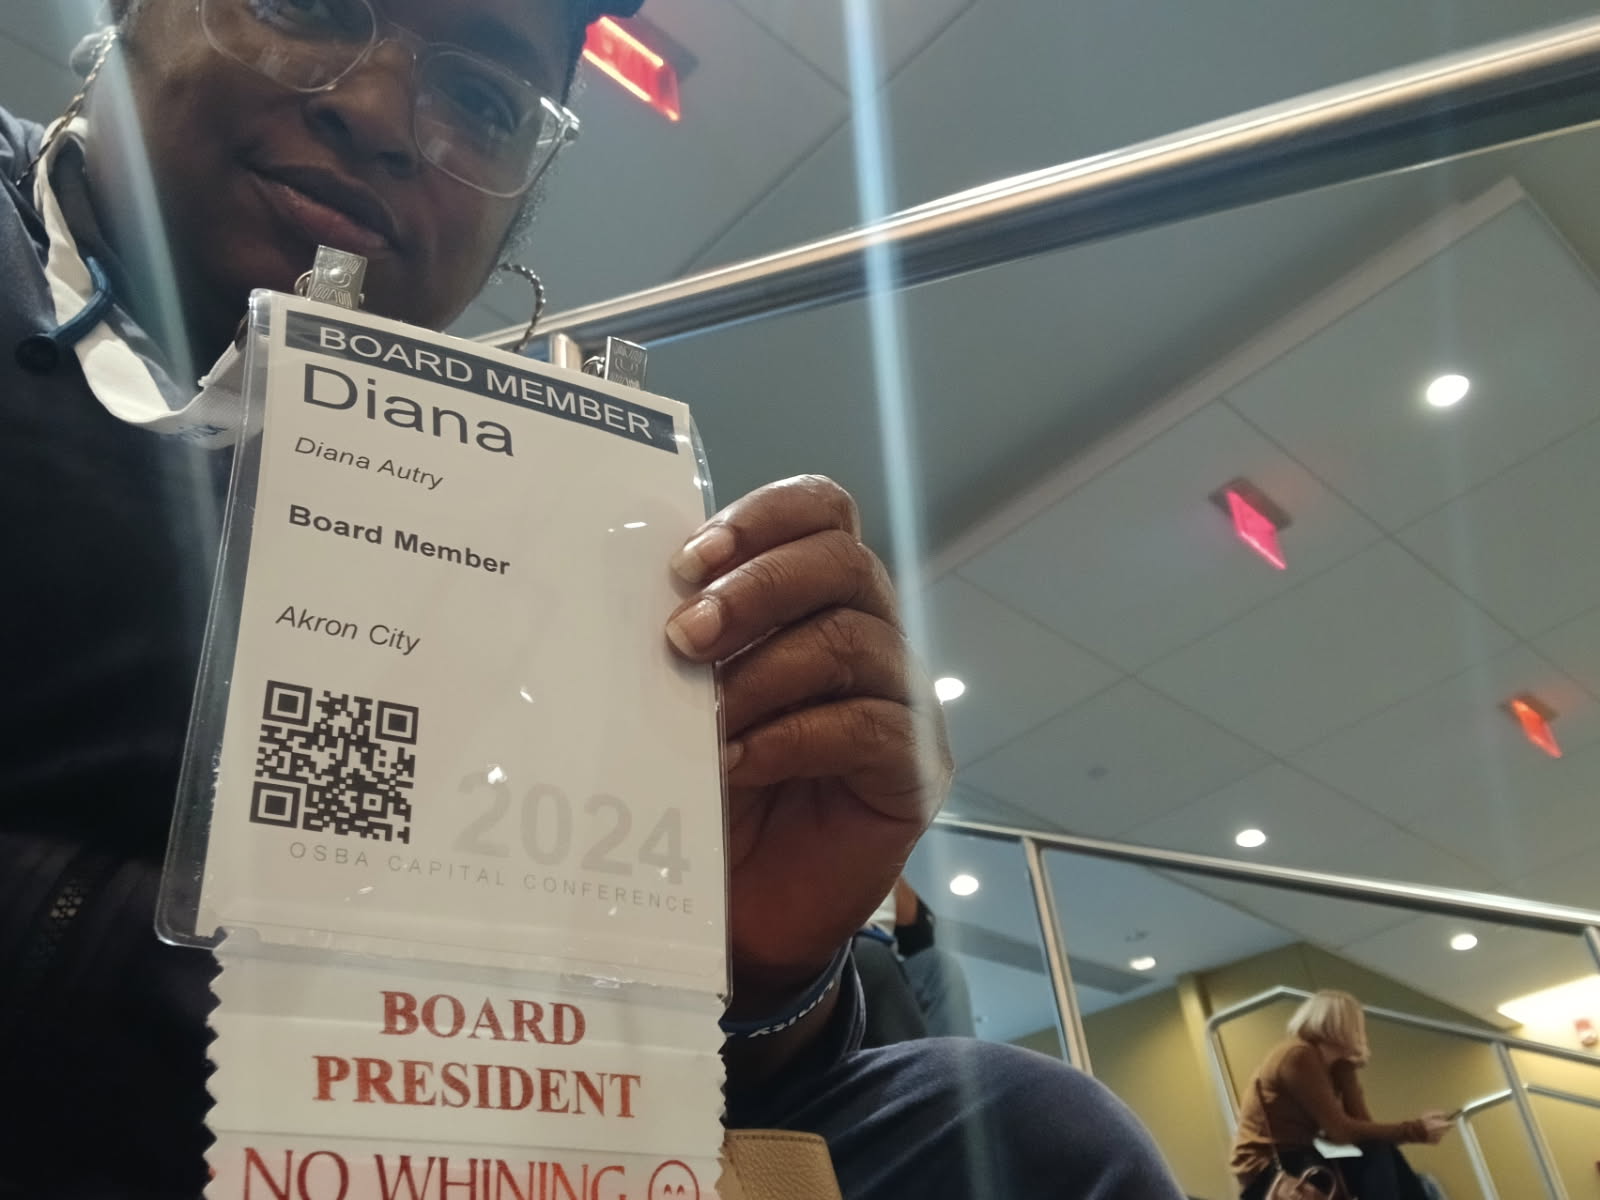 BOARD MEMBER
Diana
Diana Autry
Board Member
Akron City
2024
OSBA CAPITAL CONFERENCE
BOARD
PRESIDENT
NO WHINING